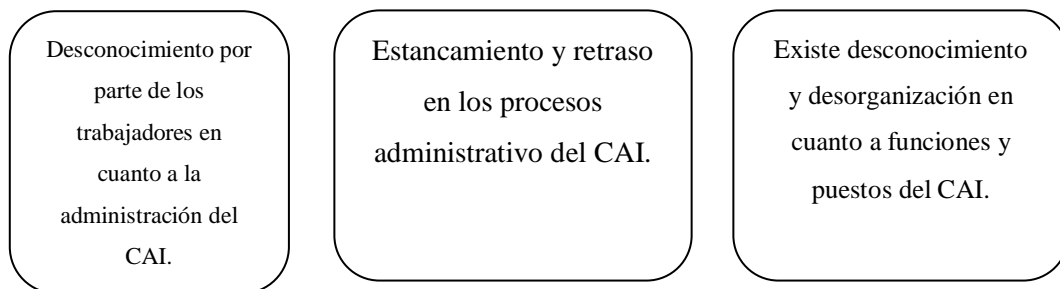 Desconocimiento por
parte de los
trabajadores en
cuanto a la
administración del
CAI.
Estancamiento y retraso
en los procesos
administrativo del CAI.
Existe desconocimiento
y desorganización en
cuanto a funciones y
puestos del CAI.